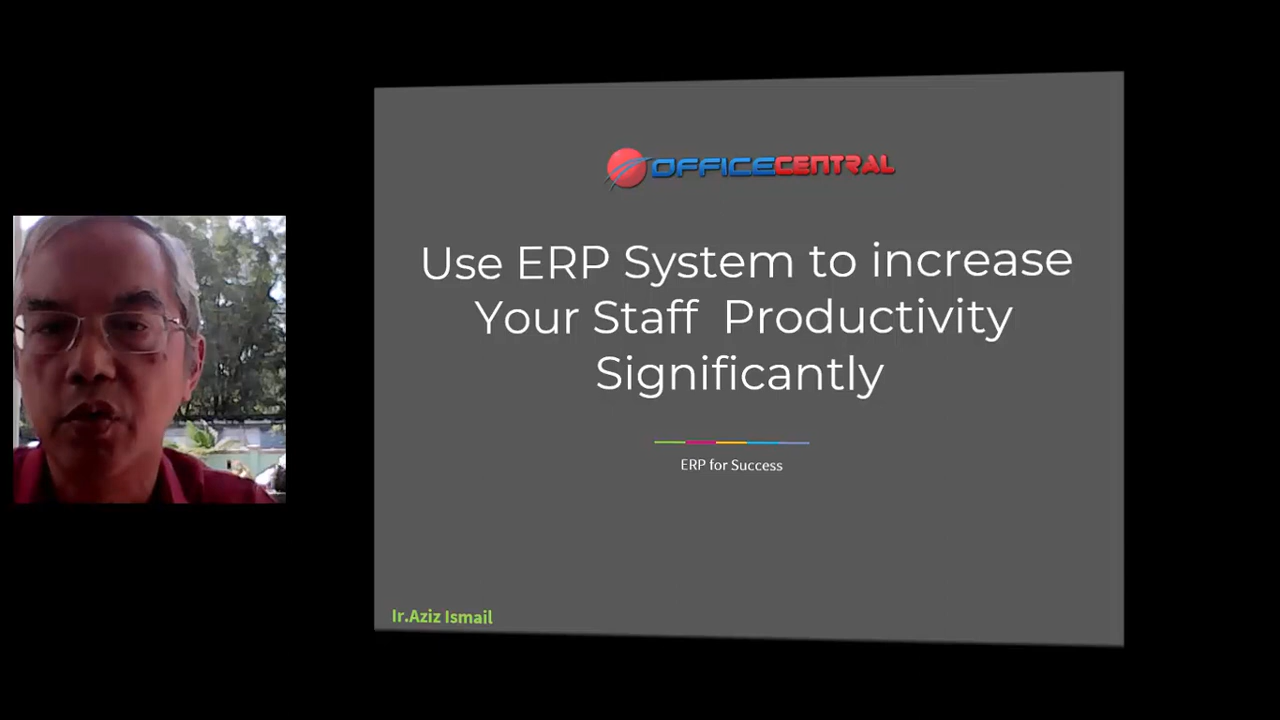 OFFICECENTRAL
Use ERP System to increase
Your Staff Productivity
Significantly
ERP for Success
Ir.Aziz Ismail